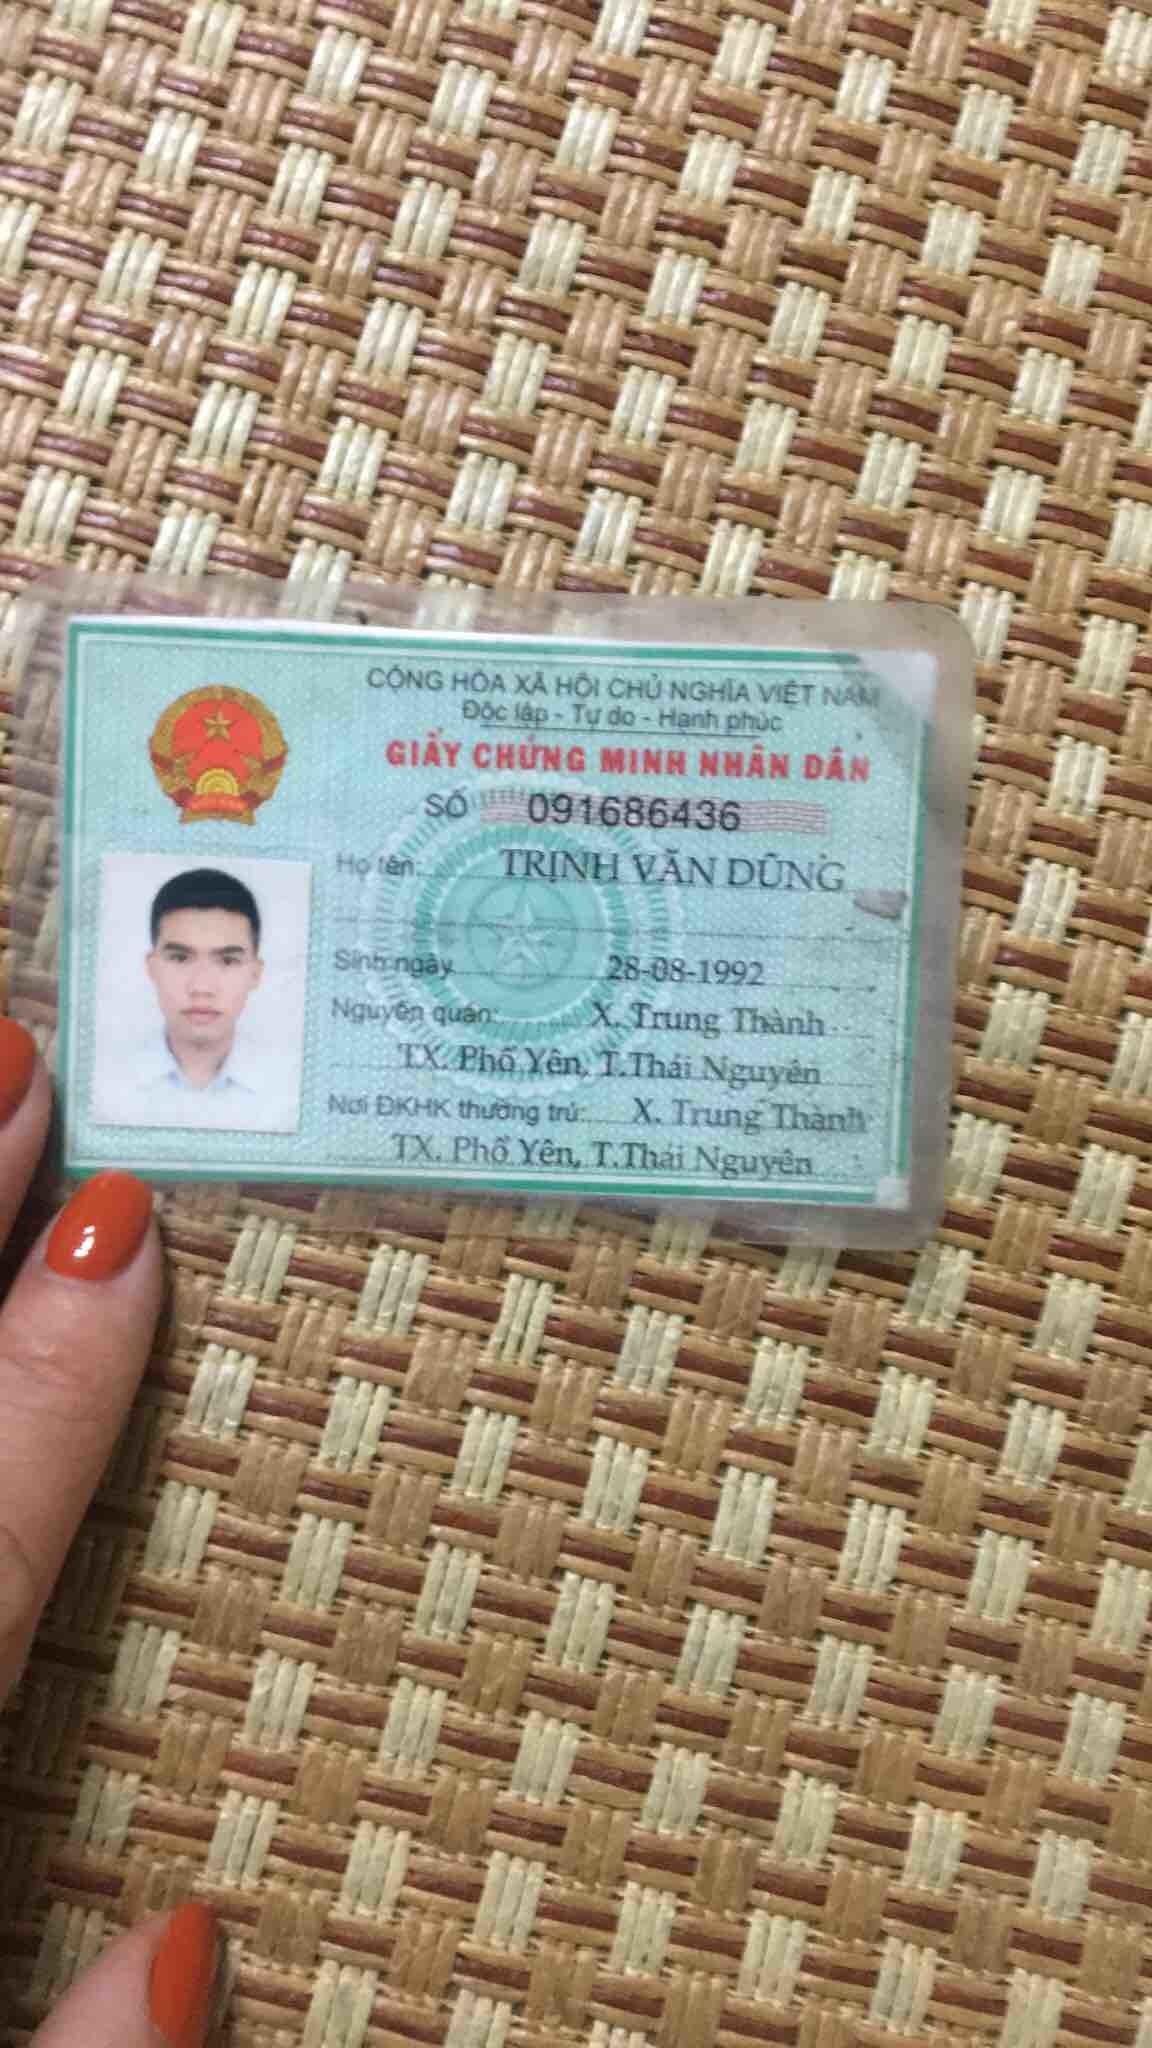 CỘNG HÒA XÃ HỘI CHỦ NGHĨA VIỆT NAM
Độc lập - Tự do - Hạnh phúc
GIẤY CHỨNG MINH NHÂN DÂN
SỐ 091686436
Họ tên: TRỊNH VĂN DŨNG
Sinh ngày 28-08-1992
Nguyên quán: X. Trung Thành
TX. Phổ Yên, T.Thái Nguyên
Nơi ĐKHK thường trú: X. Trung Thành
TX. Phổ Yên, T.Thái Nguyên